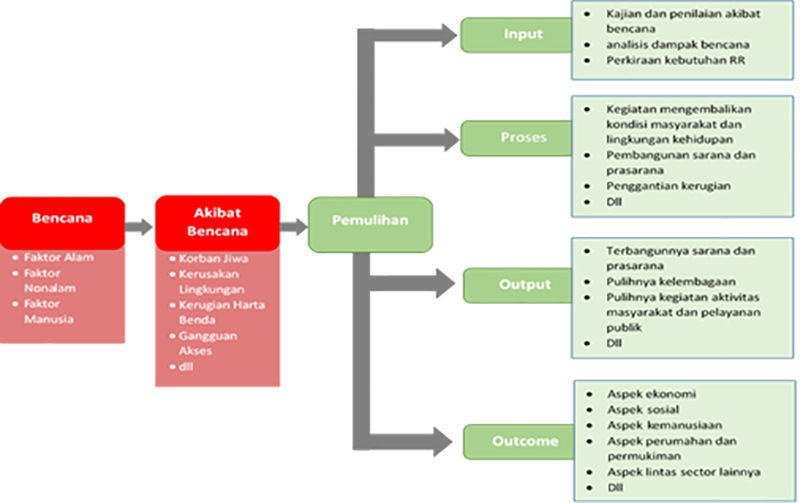 Bencana
• Faktor Alam
• Faktor
Nonalam
• Faktor
Manusia
Akibat
Bencana
• Korban Jiwa
• Kerusakan
Lingkungan
• Kerugian Harta
Benda
• Gangguan
Akses
• dll
Pemulihan
Input
• Kajian dan penilaian akibat
bencana
• analisis dampak bencana
• Perkiraan kebutuhan RR
Proses
• Kegiatan mengembalikan
kondisi masyarakat dan
lingkungan kehidupan
• Pembangunan sarana dan
prasarana
• Penggantian kerugian
• Dll
Output
• Terbangunnya sarana dan
prasarana
• Pulihnya kelembagaan
• Pulihnya kegiatan aktivitas
masyarakat dan pelayanan
publik
• Dll
Outcome
• Aspek ekonomi
• Aspek sosial
• Aspek kemanusiaan
• Aspek perumahan dan
permukiman
• Aspek lintas sector lainnya
• Dll